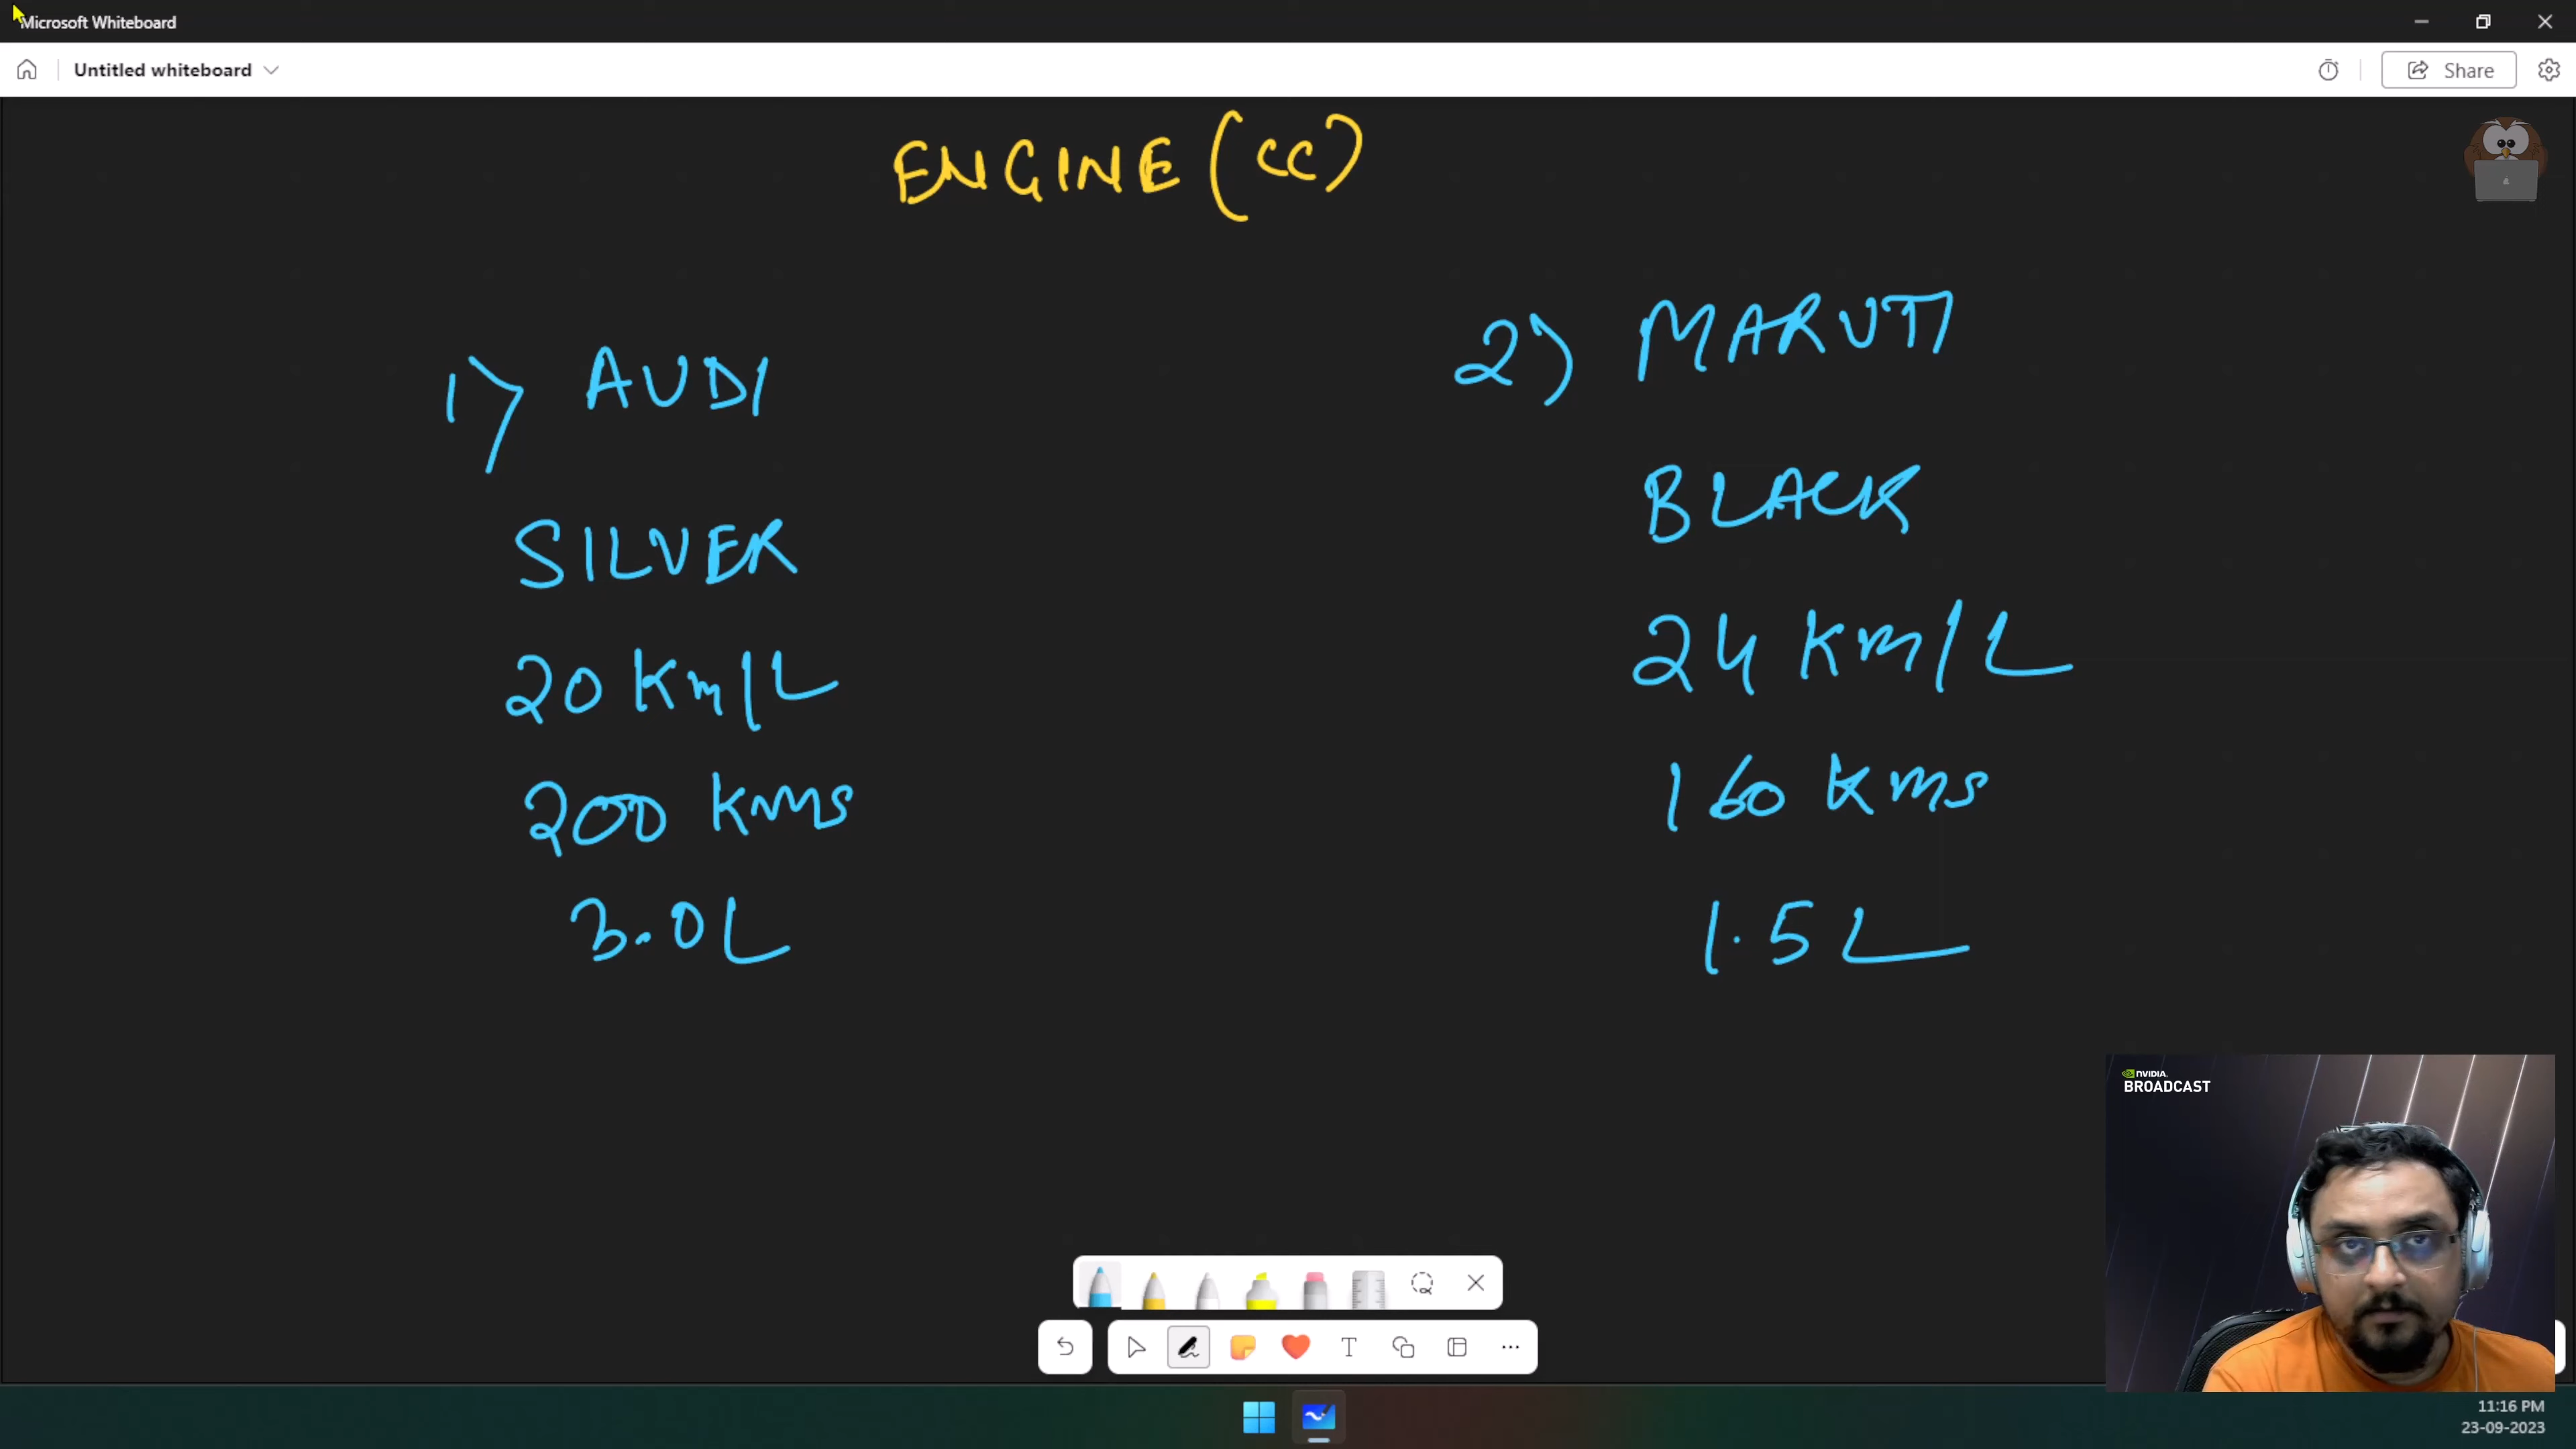 Microsoft Whiteboard
Untitled whiteboard
Share
ENGINE (CC)
1) AUDI
SILVER
20 Km/L
200 Kms
3.0L
2) MARUTI
BLACK
24 Km/L
160 Kms
1.5L
NVIDIA.
BROADCAST
T
11:16 PM
23-09-2023